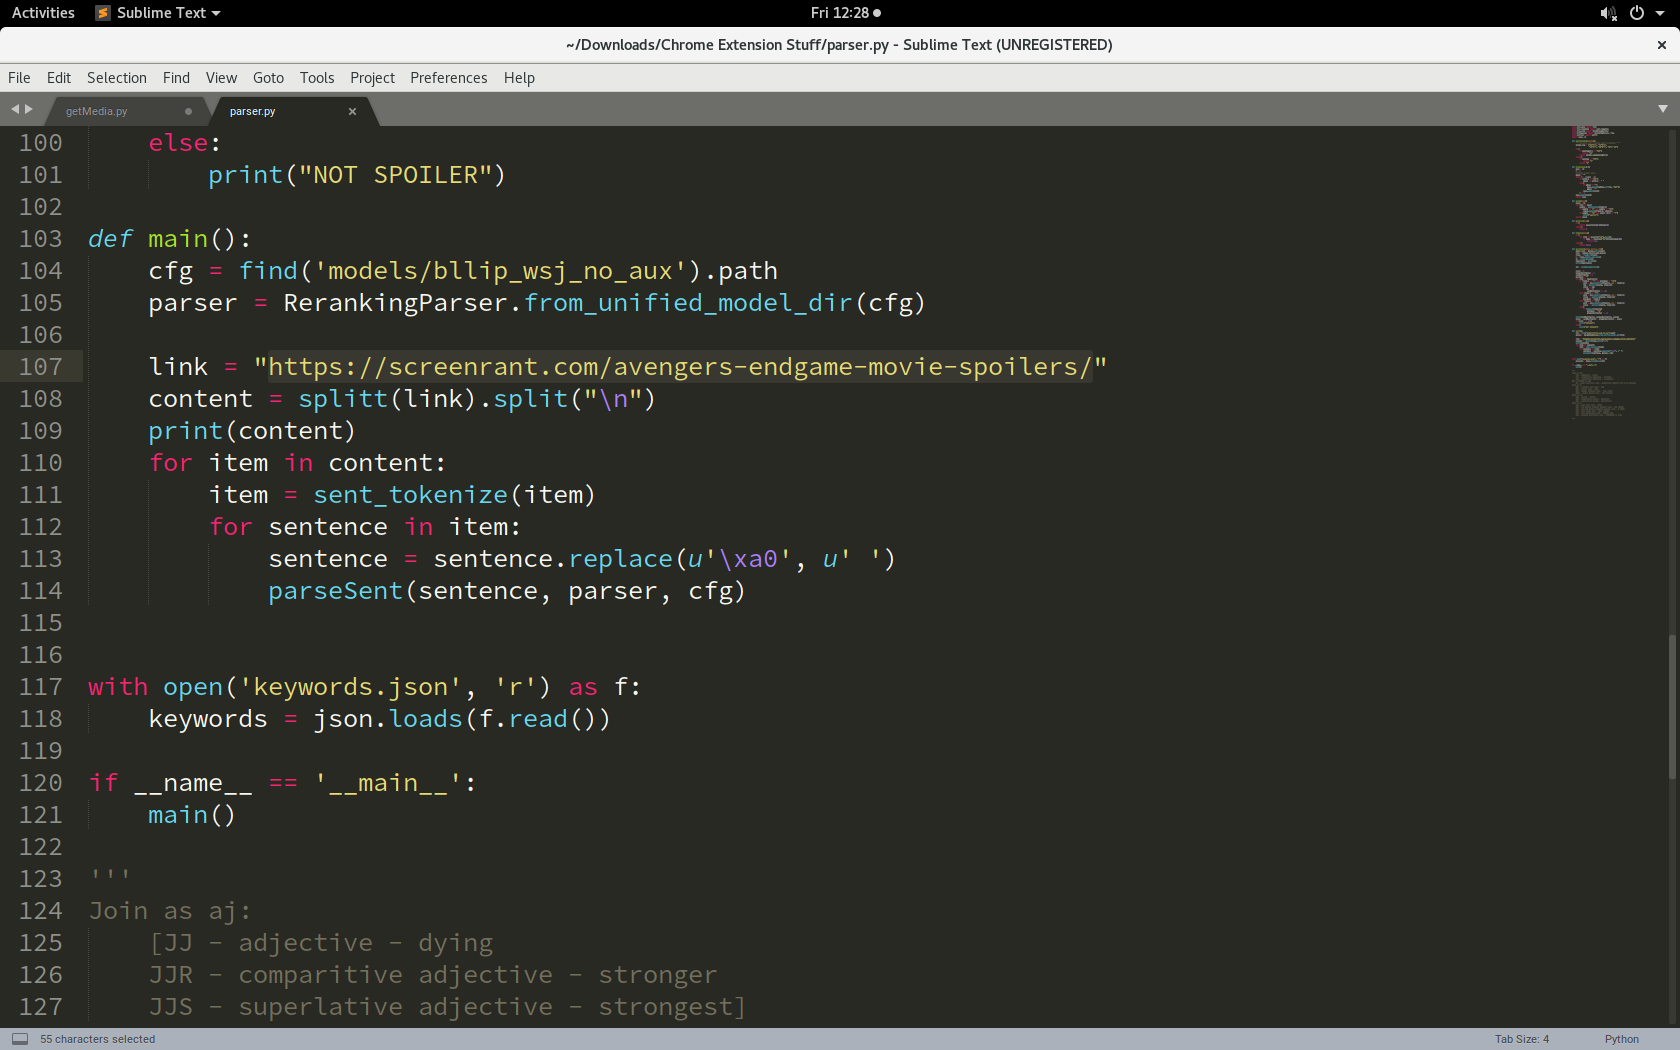 Activities Sublime Text Fri 12:28
~/Downloads/Chrome Extension Stuff/parser.py - Sublime Text (UNREGISTERED)
File Edit Selection Find View Goto Tools Project Preferences Help
getMedia.py parser.py
100         else:
101             print("NOT SPOILER")
102
103 def main():
104     cfg = find('models/bllip_wsj_no_aux').path
105     parser = RerankingParser.from_unified_model_dir(cfg)
106
107     link = "https://screenrant.com/avengers-endgame-movie-spoilers/"
108     content = splitt(link).split("\n")
109     print(content)
110     for item in content:
111         item = sent_tokenize(item)
112         for sentence in item:
113             sentence = sentence.replace(u'\xa0', u' ')
114             parseSent(sentence, parser, cfg)
115
116
117 with open('keywords.json', 'r') as f:
118     keywords = json.loads(f.read())
119
120 if __name__ == '__main__':
121     main()
122
123 '''
124 Join as aj:
125     [JJ - adjective - dying
126     JJR - comparitive adjective - stronger
127     JJS - superlative adjective - strongest]
55 characters selected Tab Size: 4 Python